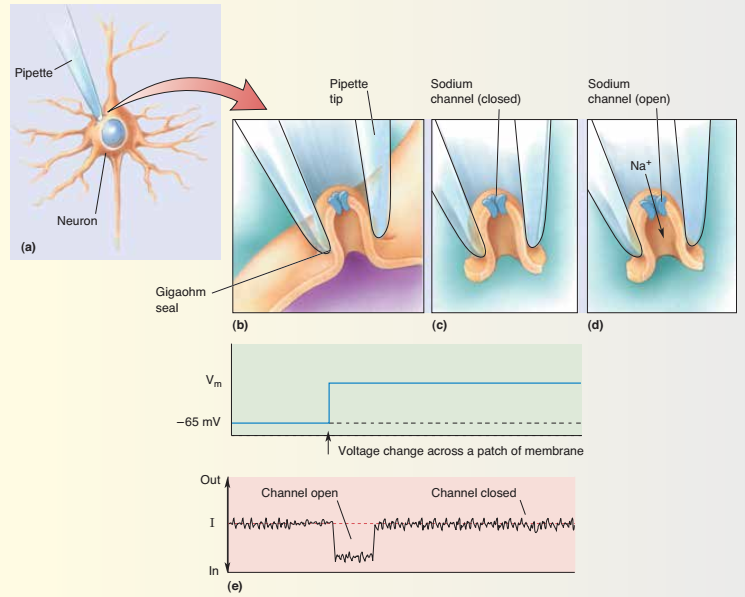 Pipette
Neuron
(a)
Pipette
tip
Sodium
channel (closed)
Sodium
channel (open)
Na+
Gigaohm
seal
(b)
(c)
(d)
Vm
–65 mV
Voltage change across a patch of membrane
Out
Channel open
Channel closed
I
In
(e)